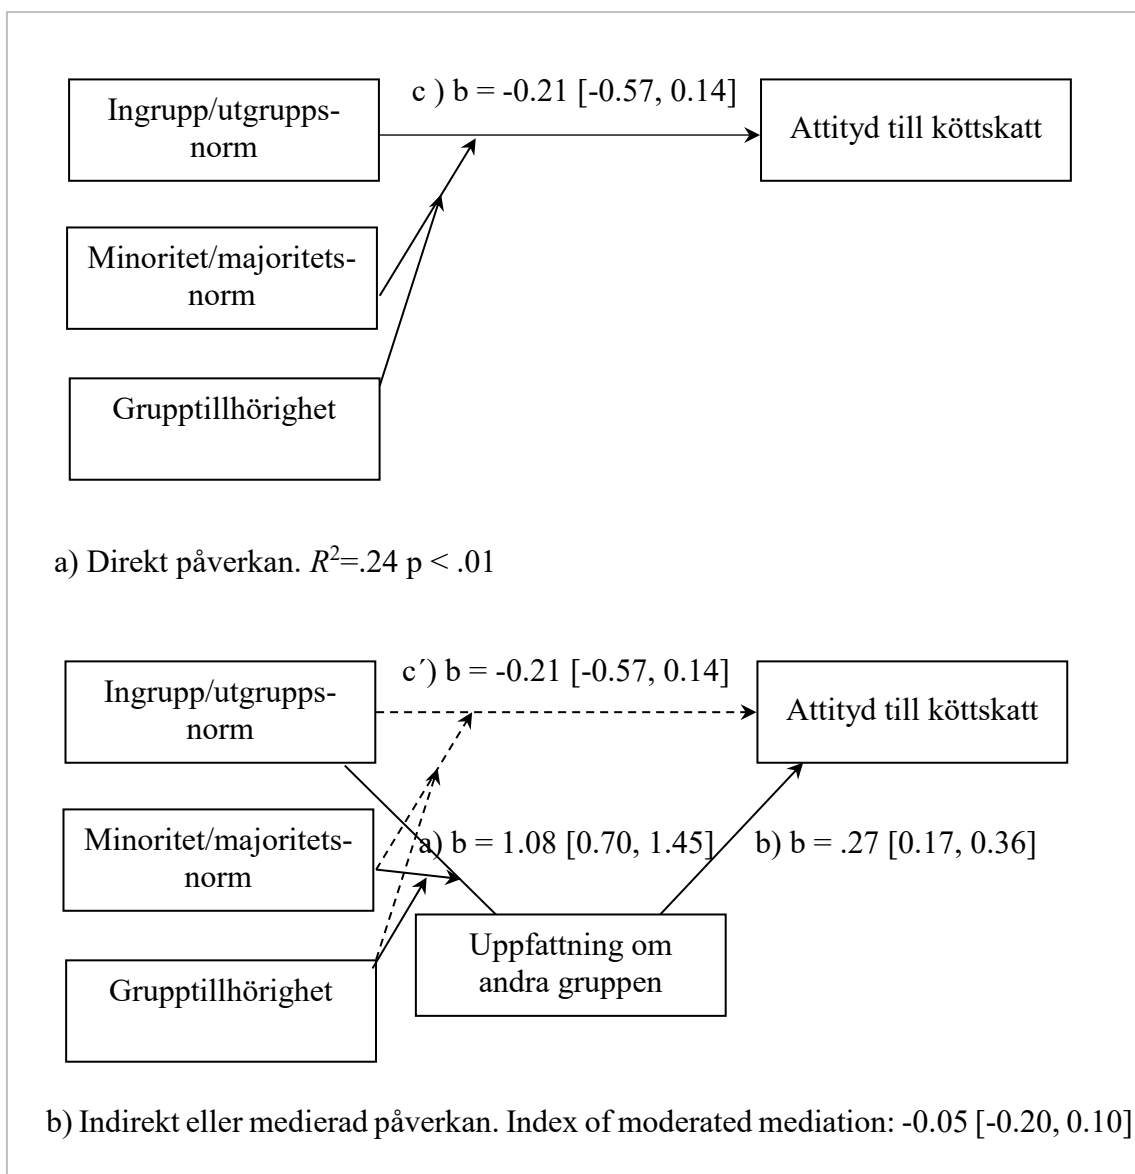 c ) b = -0.21 [-0.57, 0.14]
Ingrupp/utgrupps-
norm
Attityd till köttskatt
Minoritet/majoritets-
norm
Grupptillhörighet
a) Direkt påverkan. R²=.24 p < .01
c´) b = -0.21 [-0.57, 0.14]
Ingrupp/utgrupps-
norm
Attityd till köttskatt
Minoritet/majoritets-
norm
a) b = 1.08 [0.70, 1.45]
b) b = .27 [0.17, 0.36]
Uppfattning om
andra gruppen
Grupptillhörighet
b) Indirekt eller medierad påverkan. Index of moderated mediation: -0.05 [-0.20, 0.10]